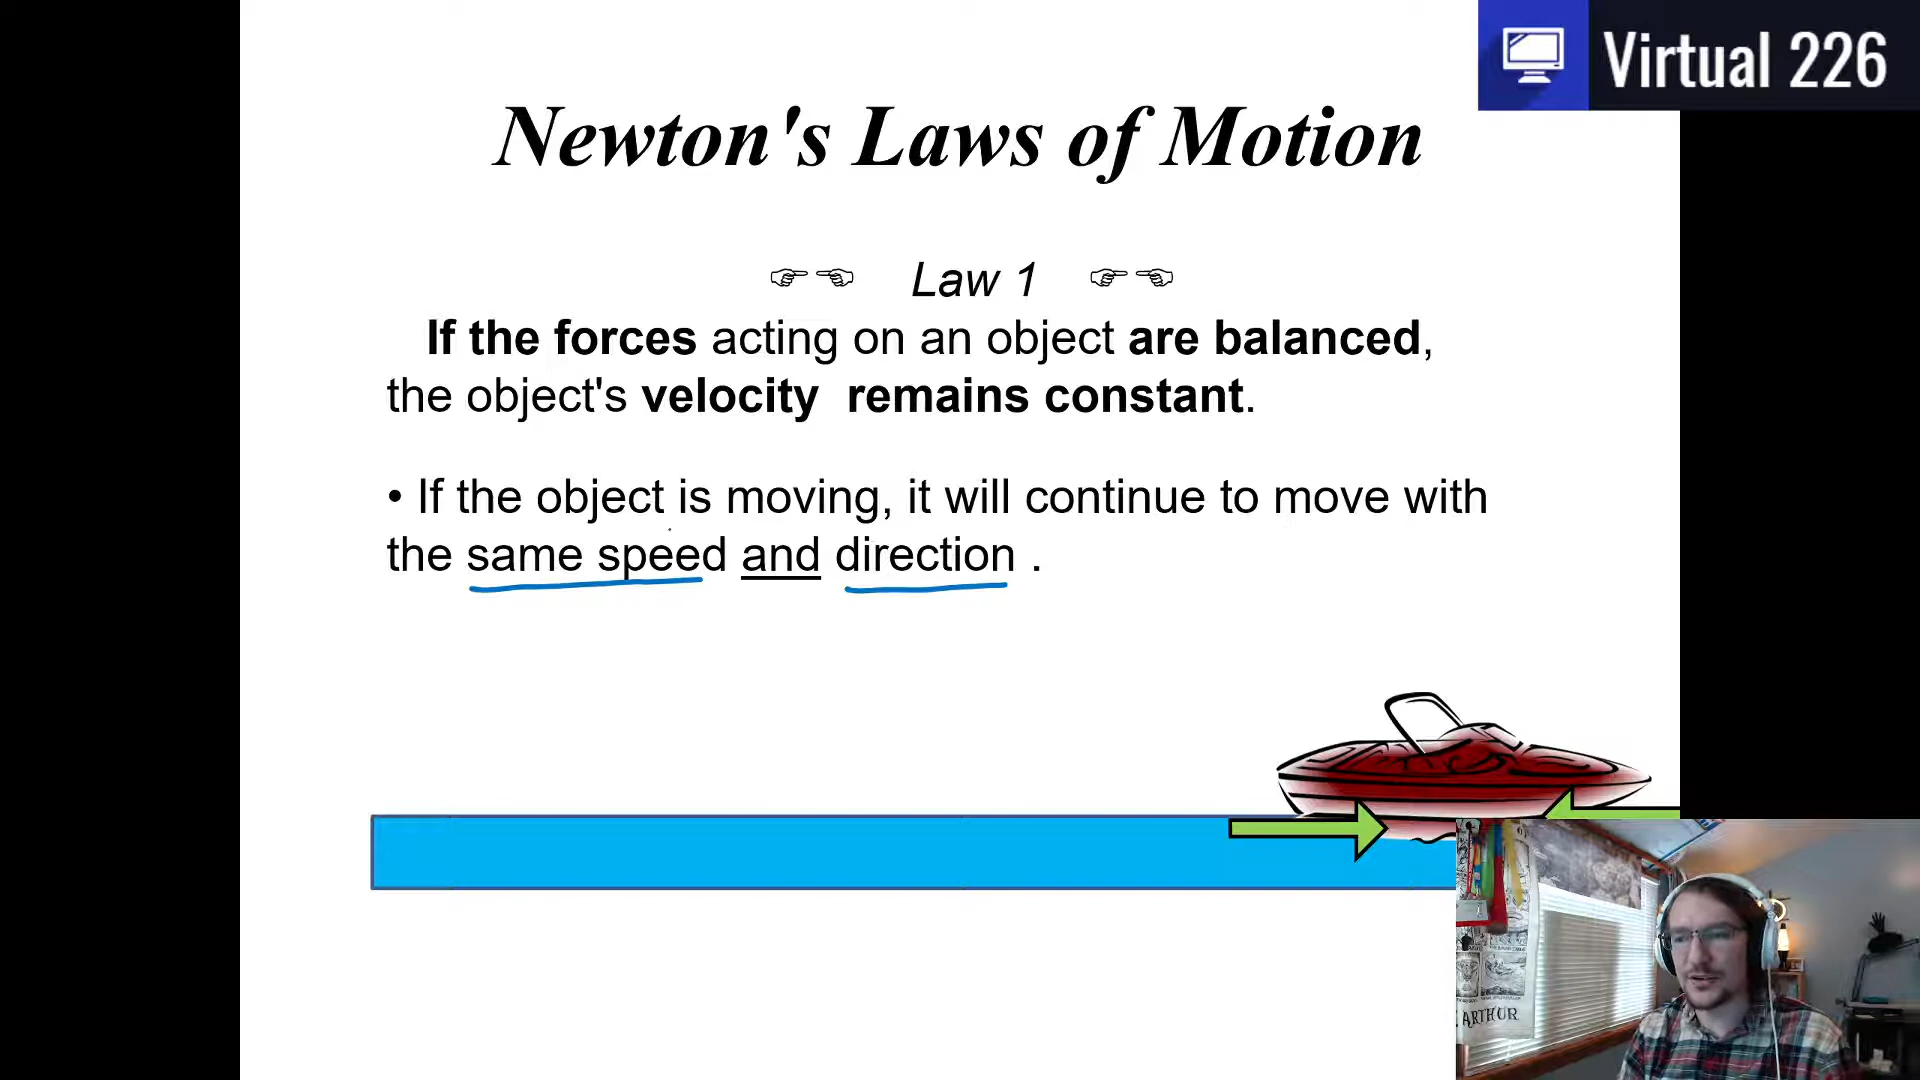 Virtual 226
Newton's Laws of Motion
☞☜ Law 1 ☞☜
If the forces acting on an object are balanced,
the object's velocity remains constant.
• If the object is moving, it will continue to move with
the same speed and direction .
ARTHUR